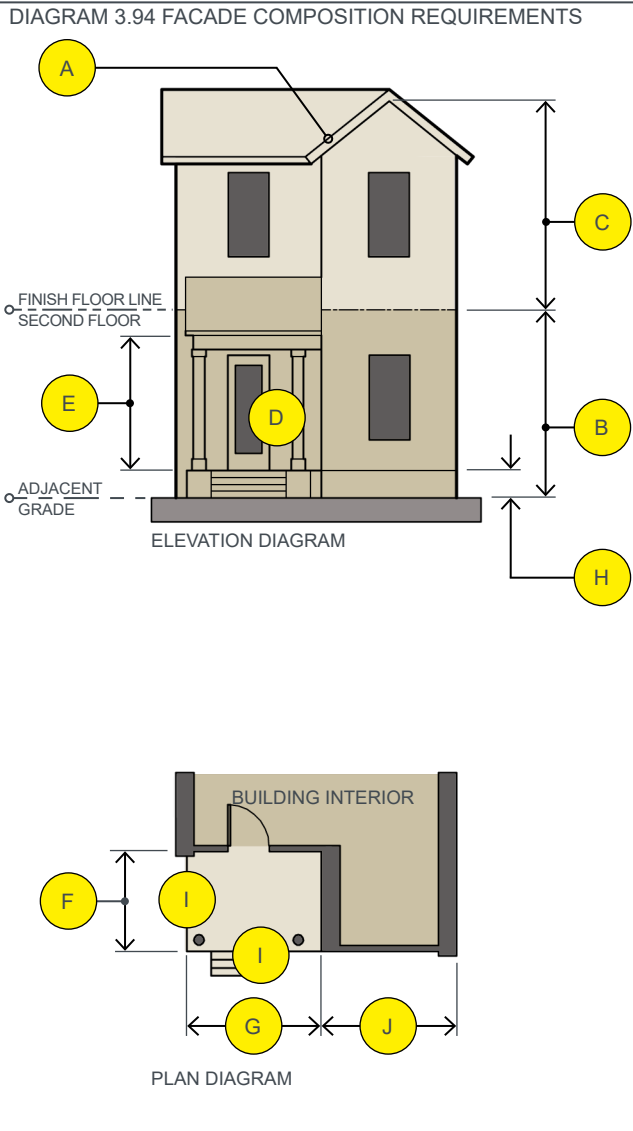 DIAGRAM 3.94 FACADE COMPOSITION REQUIREMENTS
A
C
FINISH FLOOR LINE
SECOND FLOOR
E
D
B
ADJACENT
GRADE
ELEVATION DIAGRAM
H
BUILDING INTERIOR
F
I
I
G
J
PLAN DIAGRAM